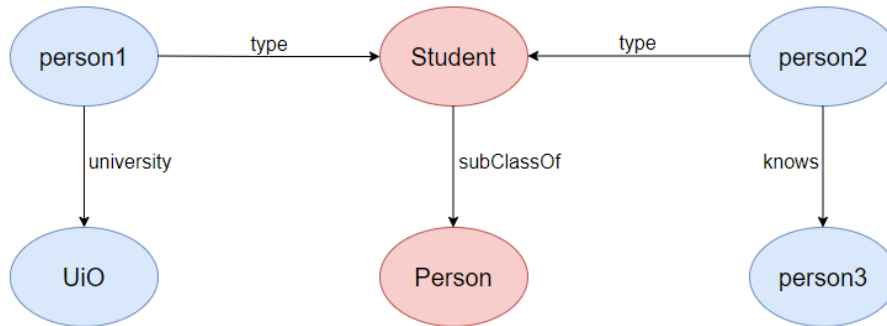 person1
type
Student
type
person2
university
subClassOf
knows
UiO
Person
person3